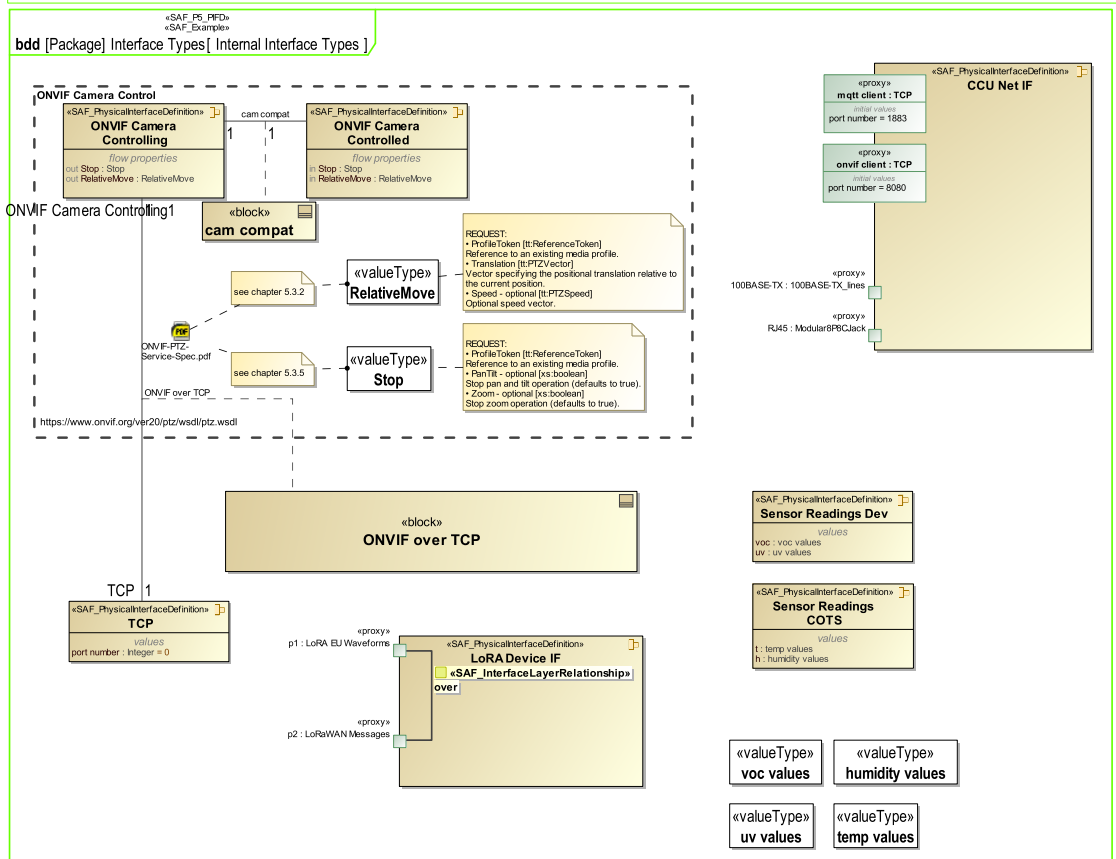 «SAF_P5_PIFD»
«SAF_Example»
bdd [Package] Interface Types[ Internal Interface Types ]
ONVIF Camera Control
«SAF_PhysicalInterfaceDefinition»
ONVIF Camera
Controlling
flow properties
out Stop : Stop
out RelativeMove : RelativeMove
cam compat
1
1
«SAF_PhysicalInterfaceDefinition»
ONVIF Camera
Controlled
flow properties
in Stop : Stop
in RelativeMove : RelativeMove
ONVIF Camera Controlling
1
1
«block»
cam compat
see chapter 5.3.2
«valueType»
RelativeMove
REQUEST:
• ProfileToken [tt:ReferenceToken]
Reference to an existing media profile.
• Translation [tt:PTZVector]
Vector specifying the positional translation relative to
the current position.
• Speed - optional [tt:PTZSpeed]
Optional speed vector.
PDF
ONVIF-PTZ-
Service-Spec.pdf
see chapter 5.3.5
«valueType»
Stop
REQUEST:
• ProfileToken [tt:ReferenceToken]
Reference to an existing media profile.
• PanTilt - optional [xs:boolean]
Stop pan and tilt operation (defaults to true).
• Zoom - optional [xs:boolean]
Stop zoom operation (defaults to true).
ONVIF over TCP
https://www.onvif.org/ver20/ptz/wsdl/ptz.wsdl
«block»
ONVIF over TCP
TCP 1
«SAF_PhysicalInterfaceDefinition»
TCP
values
port number : Integer = 0
«proxy»
p1 : LoRA EU Waveforms
«proxy»
p2 : LoRaWAN Messages
«SAF_PhysicalInterfaceDefinition»
LoRA Device IF
«SAF_InterfaceLayerRelationship»
over
«SAF_PhysicalInterfaceDefinition»
CCU Net IF
«proxy»
mqtt client : TCP
initial values
port number = 1883
«proxy»
onvif client : TCP
initial values
port number = 8080
«proxy»
100BASE-TX : 100BASE-TX_lines
«proxy»
RJ45 : Modular8P8CJack
«SAF_PhysicalInterfaceDefinition»
Sensor Readings Dev
values
voc : voc values
uv : uv values
«SAF_PhysicalInterfaceDefinition»
Sensor Readings
COTS
values
t : temp values
h : humidity values
«valueType»
voc values
«valueType»
humidity values
«valueType»
uv values
«valueType»
temp values